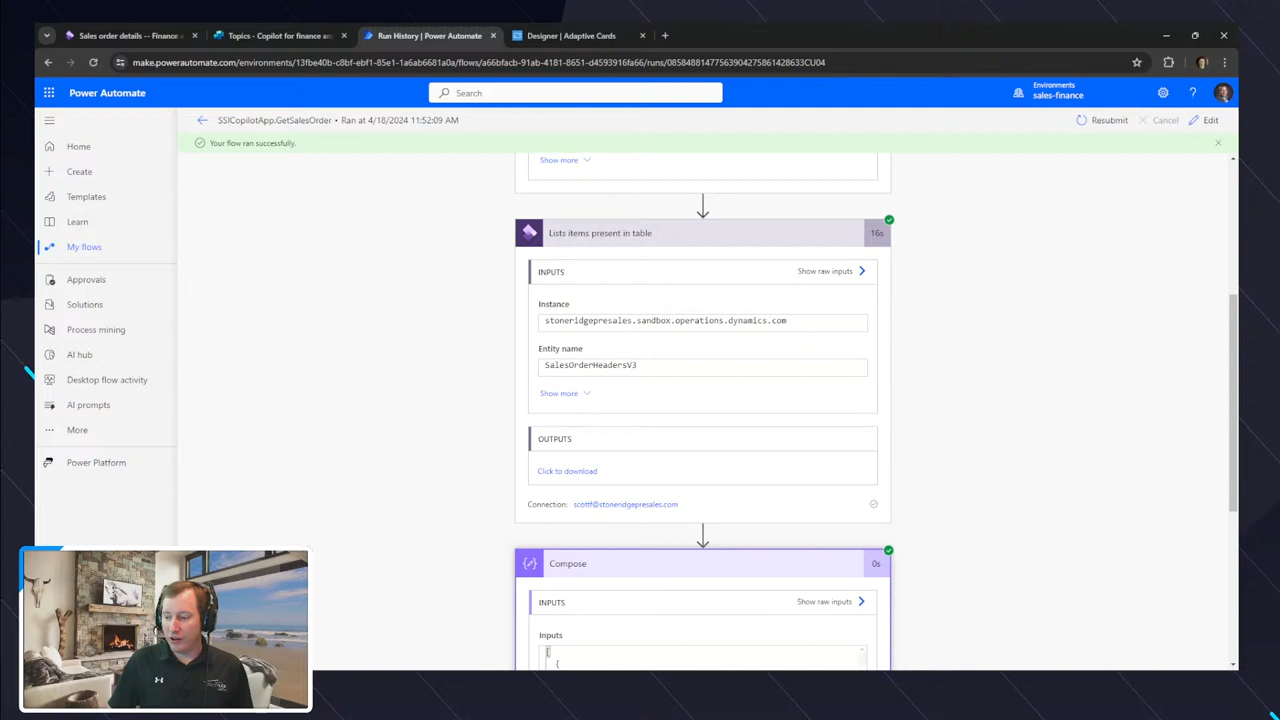 Sales order details -- Finance a
Topics - Copilot for finance an
Run History | Power Automate
Designer | Adaptive Cards
make.powerautomate.com/environments/13fbe40b-c8bf-ebf1-85e1-1a6ab6681a0a/flows/a66bfacb-91ab-4181-8651-d4593916fa66/runs/08584881477563904275861428633CU04
Power Automate
Search
Environments
sales-finance
SSICopilotApp.GetSalesOrder • Ran at 4/18/2024 11:52:09 AM
Resubmit
Cancel
Edit
Your flow ran successfully.
Home
Create
Templates
Learn
My flows
Approvals
Solutions
Process mining
AI hub
Desktop flow activity
AI prompts
More
Power Platform
Show more
Lists items present in table
16s
INPUTS
Show raw inputs
Instance
stoneridgepresales.sandbox.operations.dynamics.com
Entity name
SalesOrderHeadersV3
Show more
OUTPUTS
Click to download
Connection: scottf@stoneridgepresales.com
Compose
0s
INPUTS
Show raw inputs
Inputs
[
{